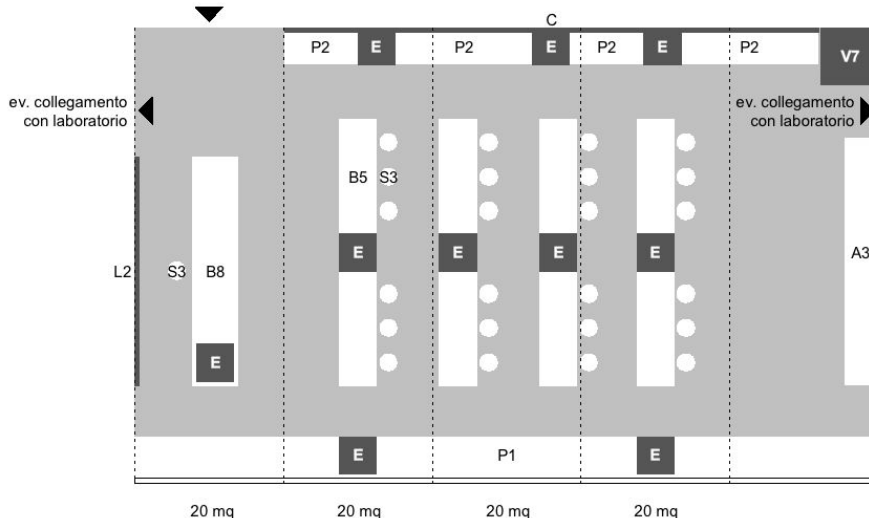 C
P2
E
P2
E
P2
E
P2
V7
ev. collegamento
con laboratorio
ev. collegamento
con laboratorio
B5
S3
L2
S3
B8
E
E
E
E
A3
E
E
P1
E
20 mq
20 mq
20 mq
20 mq